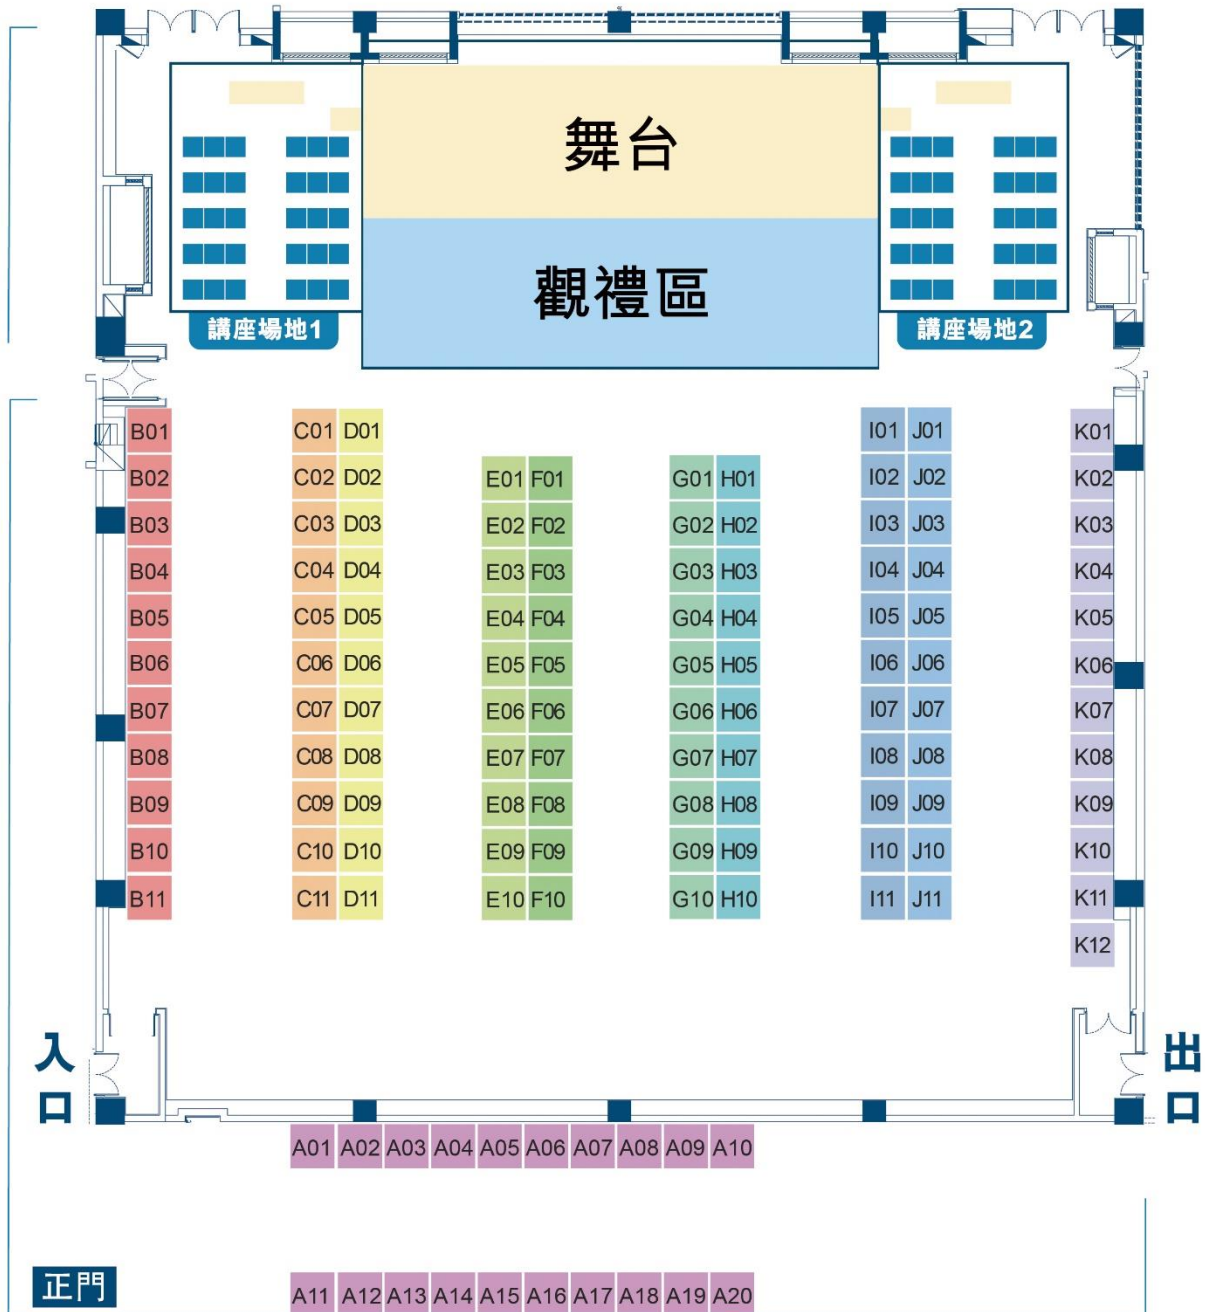 舞台
觀禮區
講座場地1
講座場地2
B01 C01 D01 I01 J01 K01
B02 C02 D02 E01 F01 G01 H01 I02 J02 K02
B03 C03 D03 E02 F02 G02 H02 I03 J03 K03
B04 C04 D04 E03 F03 G03 H03 I04 J04 K04
B05 C05 D05 E04 F04 G04 H04 I05 J05 K05
B06 C06 D06 E05 F05 G05 H05 I06 J06 K06
B07 C07 D07 E06 F06 G06 H06 I07 J07 K07
B08 C08 D08 E07 F07 G07 H07 I08 J08 K08
B09 C09 D09 E08 F08 G08 H08 I09 J09 K09
B10 C10 D10 E09 F09 G09 H09 I10 J10 K10
B11 C11 D11 E10 F10 G10 H10 I11 J11 K11
K12
入口
出口
A01 A02 A03 A04 A05 A06 A07 A08 A09 A10
正門
A11 A12 A13 A14 A15 A16 A17 A18 A19 A20